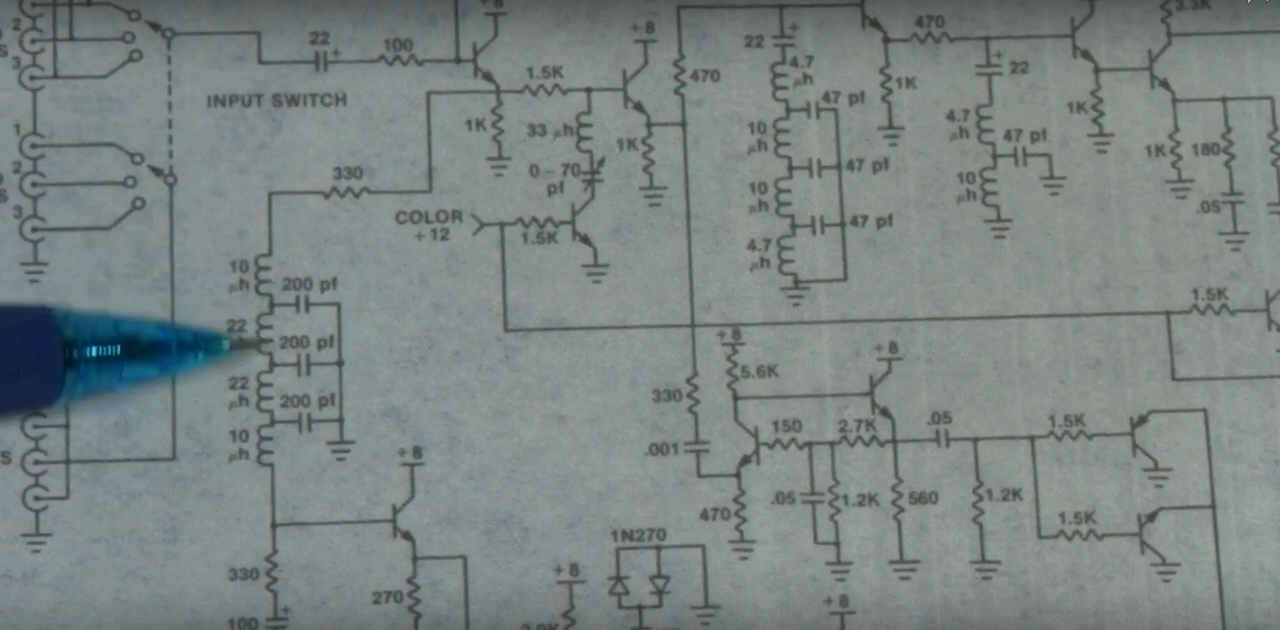 2
S
3
1
2
S
3
S
INPUT SWITCH
22
+
100
+8
1.5K
1K
33 µh
0-70
pf
+8
1K
470
330
COLOR
+12
1.5K
10
µh
200 pf
22
200 pf
22
µh
200 pf
10
µh
330
+
100
+8
270
22
+
4.7
µh
47 pf
10
µh
47 pf
10
µh
47 pf
4.7
µh
470
1K
+
22
4.7
µh
47 pf
10
µh
1K
3.3K
1K
180
.05
1.5K
330
.001
+8
5.6K
+8
150
2.7K
.05
1.2K
470
560
.05
1.2K
1.5K
1.5K
1N270
+8
+8